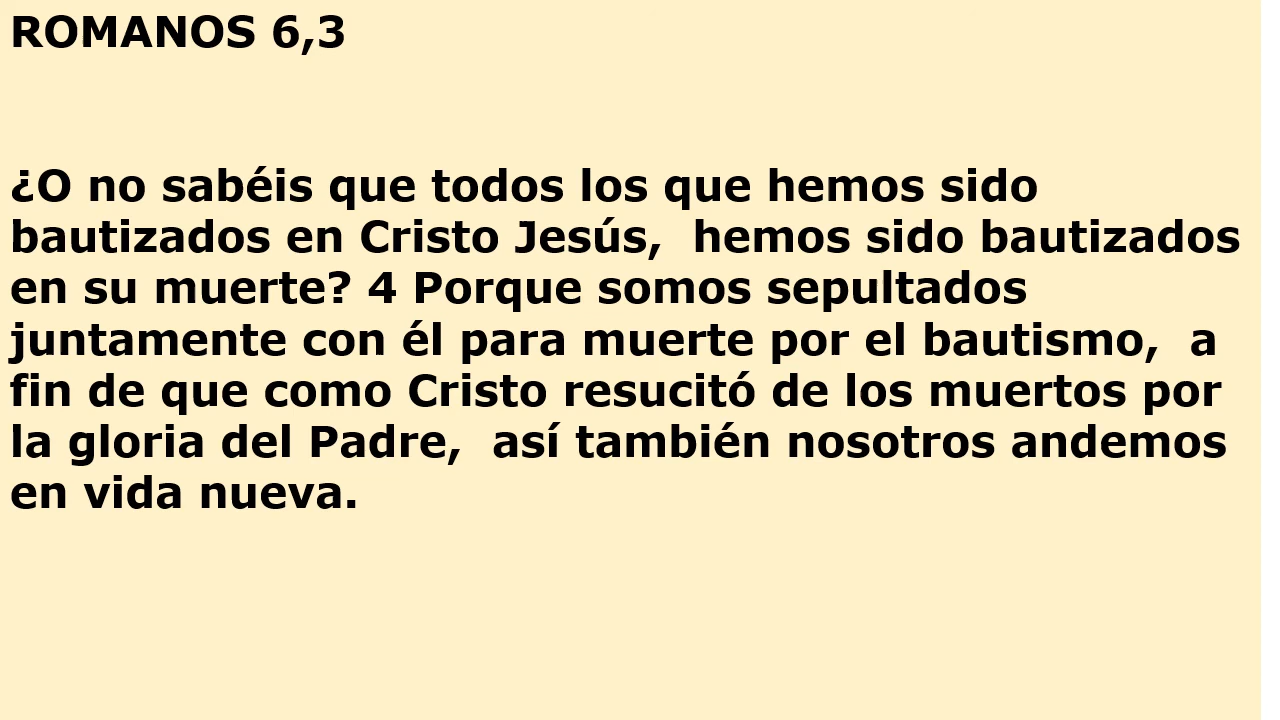 ROMANOS 6,3
¿O no sabéis que todos los que hemos sido
bautizados en Cristo Jesús,  hemos sido bautizados
en su muerte? 4 Porque somos sepultados
juntamente con él para muerte por el bautismo,  a
fin de que como Cristo resucitó de los muertos por
la gloria del Padre,  así también nosotros andemos
en vida nueva.